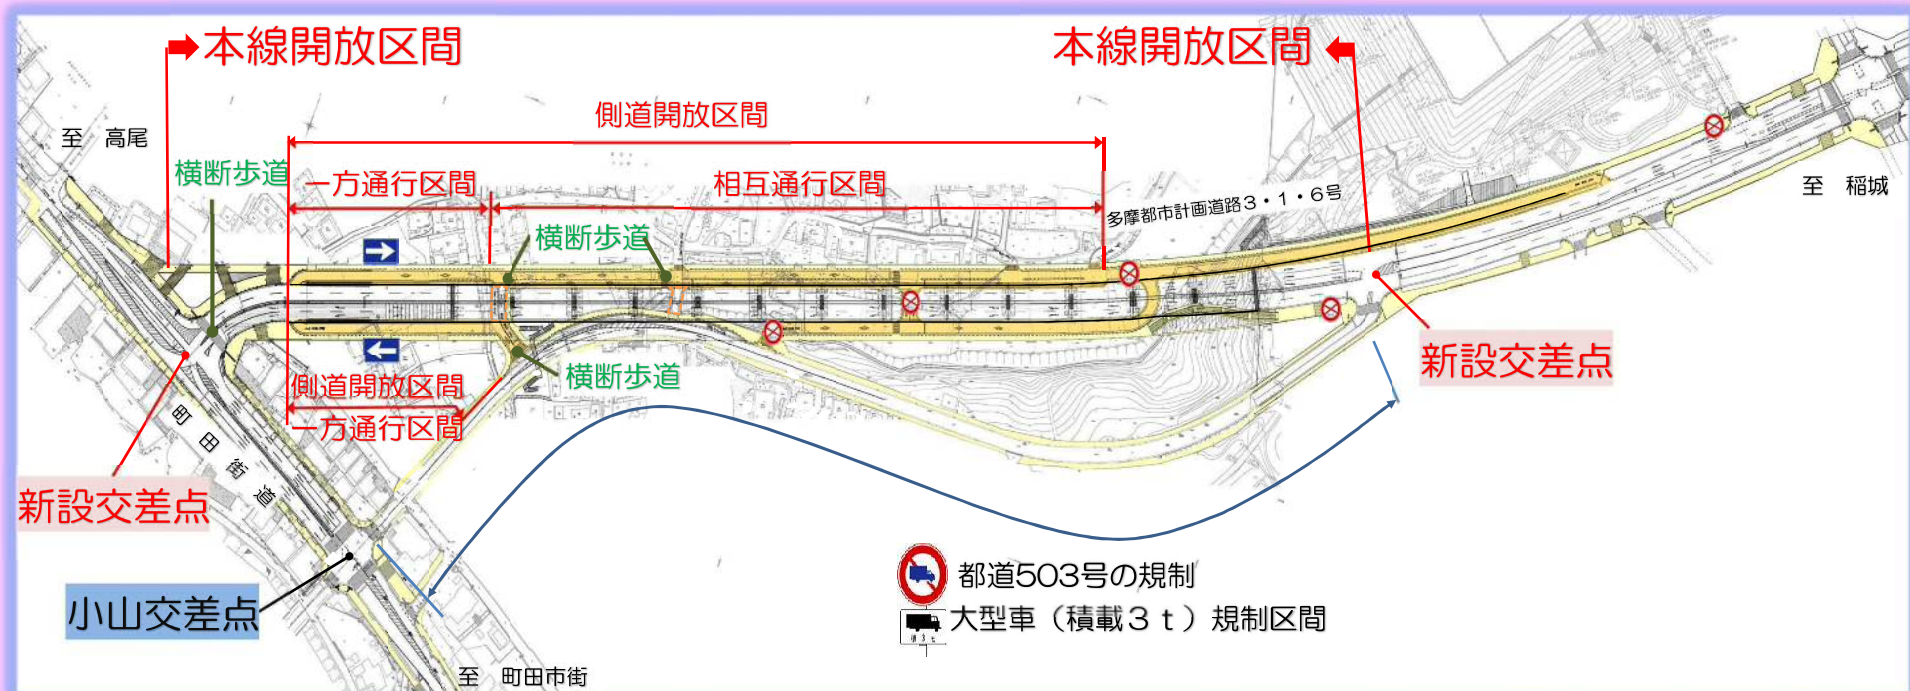 本線開放区間
本線開放区間
側道開放区間
至 高尾
横断歩道
一方通行区間
相互通行区間
多摩都市計画道路3・1・6号
至 稲城
横断歩道
横断歩道
側道開放区間
一方通行区間
新設交差点
町田街道
新設交差点
小山交差点
都道503号の規制
大型車（積載3t）規制区間
至 町田市街